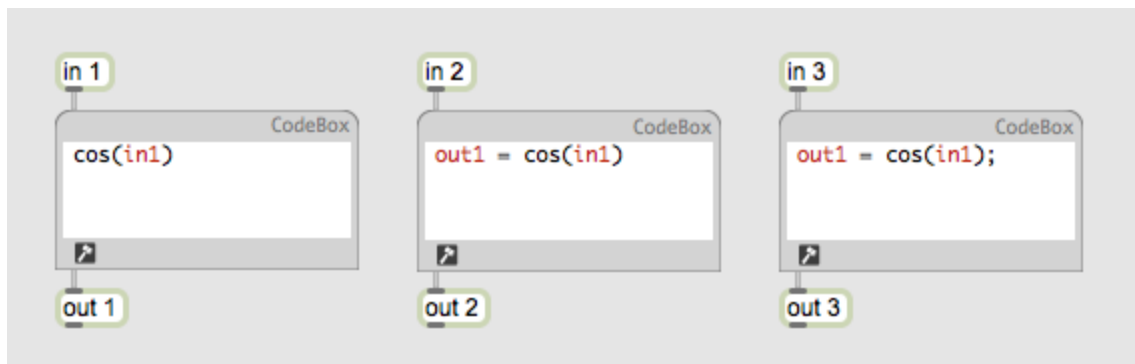 in 1
in 2
in 3
CodeBox
CodeBox
CodeBox
cos(in1)
out1 = cos(in1)
out1 = cos(in1);
out 1
out 2
out 3